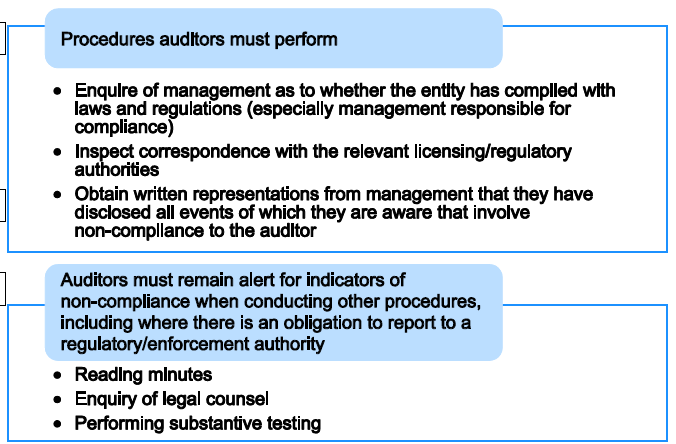 Procedures auditors must perform
• Enquire of management as to whether the entity has complied with
laws and regulations (especially management responsible for
compliance)
• Inspect correspondence with the relevant licensing/regulatory
authorities
• Obtain written representations from management that they have
disclosed all events of which they are aware that involve
non-compliance to the auditor
Auditors must remain alert for indicators of
non-compliance when conducting other procedures,
including where there is an obligation to report to a
regulatory/enforcement authority
• Reading minutes
• Enquiry of legal counsel
• Performing substantive testing